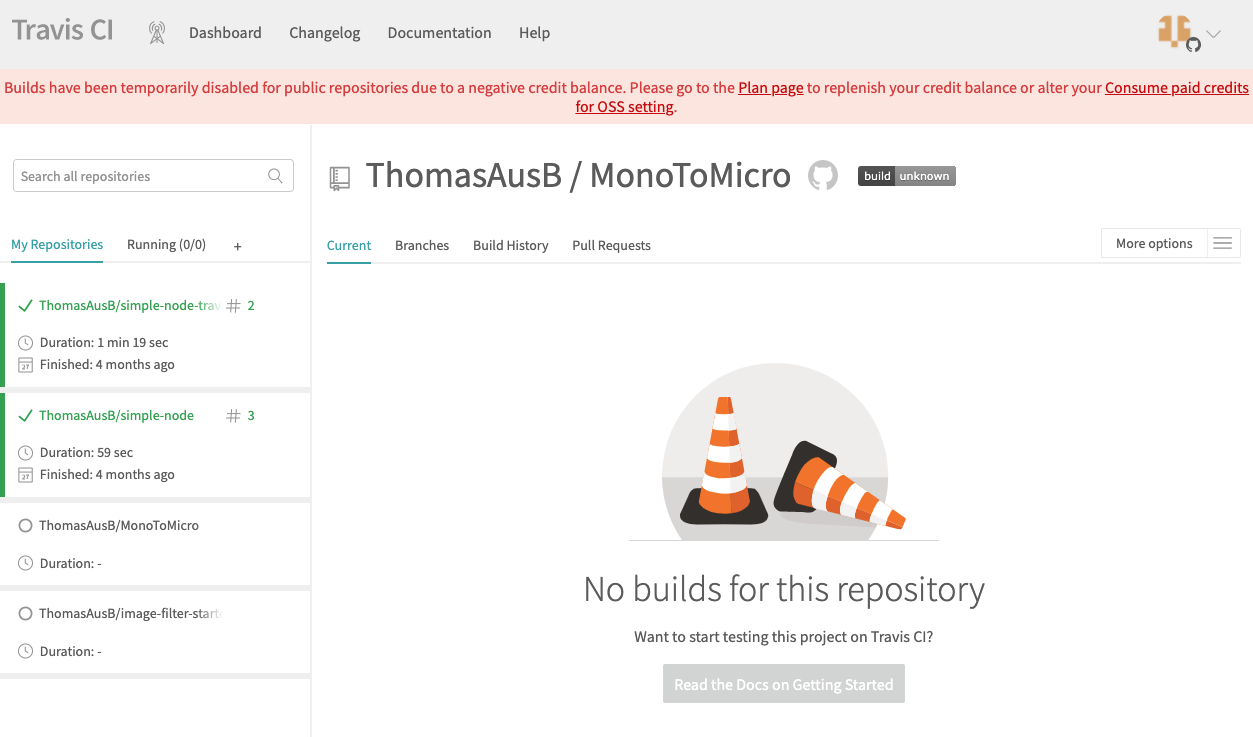 Travis CI
Dashboard
Changelog
Documentation
Help
Builds have been temporarily disabled for public repositories due to a negative credit balance. Please go to the Plan page to replenish your credit balance or alter your Consume paid credits
for OSS setting.
Search all repositories
ThomasAusB / MonoToMicro
build unknown
My Repositories
Running (0/0)
+
Current
Branches
Build History
Pull Requests
More options
ThomasAusB/simple-node-trav
# 2
Duration: 1 min 19 sec
27
Finished: 4 months ago
ThomasAusB/simple-node
# 3
Duration: 59 sec
27
Finished: 4 months ago
ThomasAusB/MonoToMicro
Duration: -
ThomasAusB/image-filter-starte
Duration: -
No builds for this repository
Want to start testing this project on Travis CI?
Read the Docs on Getting Started